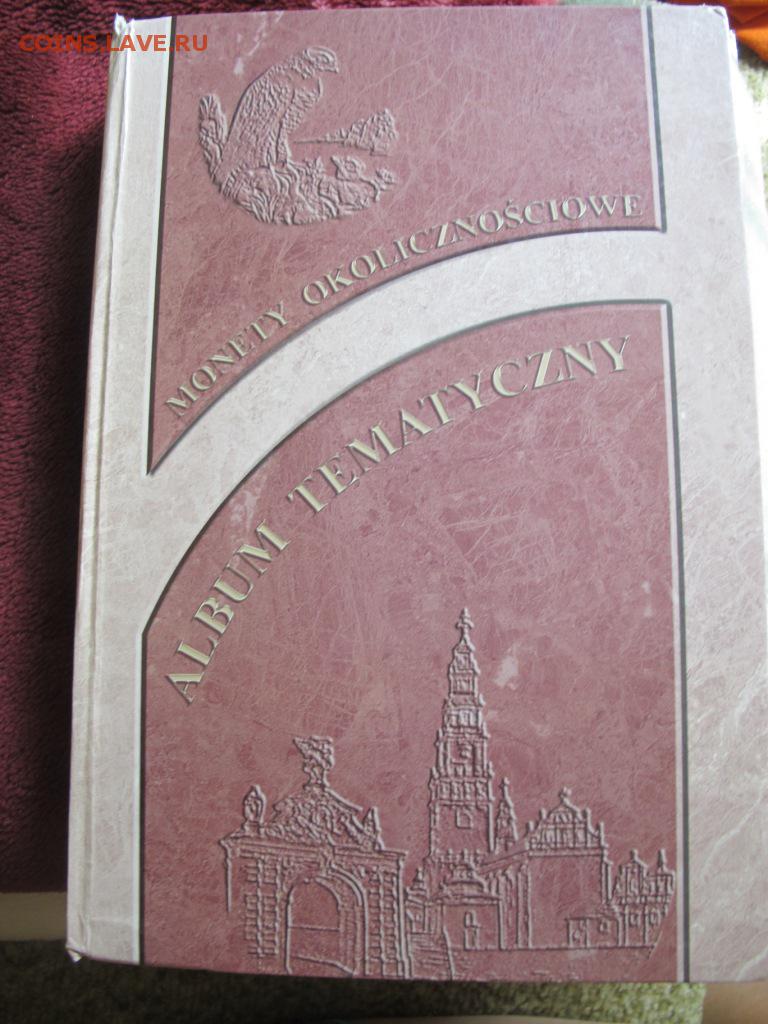 COINS.LAVE.RU
MONETY OKOLICZNOŚCIOWE
ALBUM TEMATYCZNY